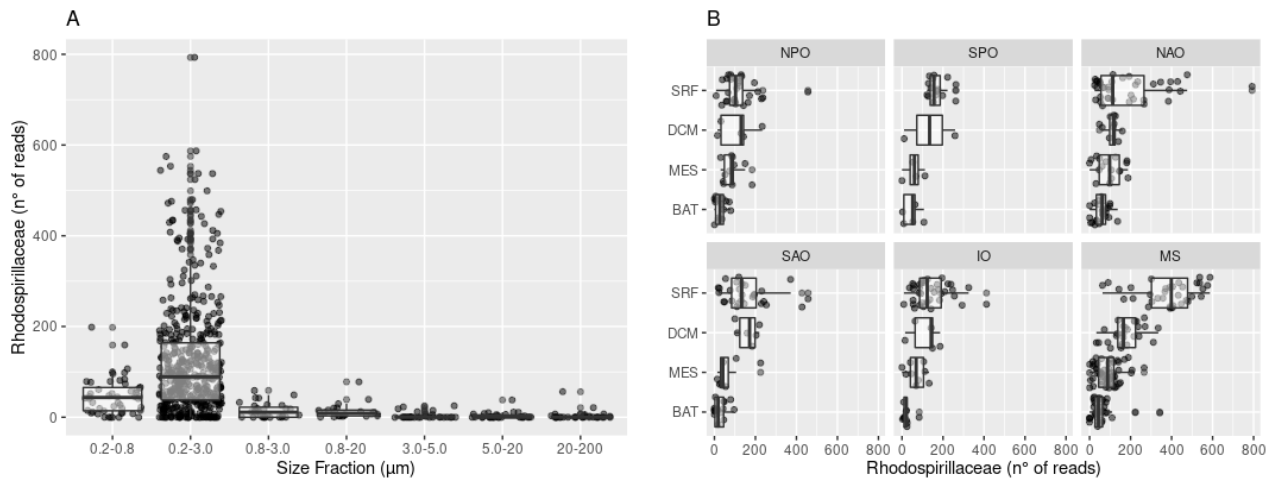 A
Rhodospirillaceae (n° of reads)
800
600
400
200
0
0.2-0.8 0.2-3.0 0.8-3.0 0.8-20 3.0-5.0 5.0-20 20-200
Size Fraction (µm)
B
NPO SPO NAO
SRF
DCM
MES
BAT
SAO IO MS
SRF
DCM
MES
BAT
0 200 400 600 800 0 200 400 600 800 0 200 400 600 800
Rhodospirillaceae (n° of reads)